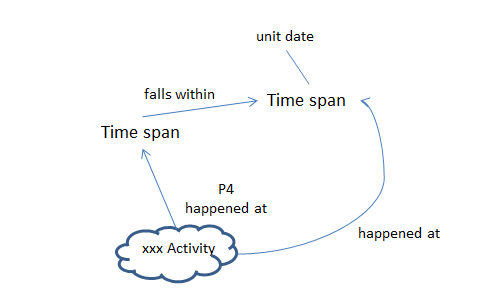 unit date
falls within
Time span
Time span
P4
happened at
happened at
xxx Activity